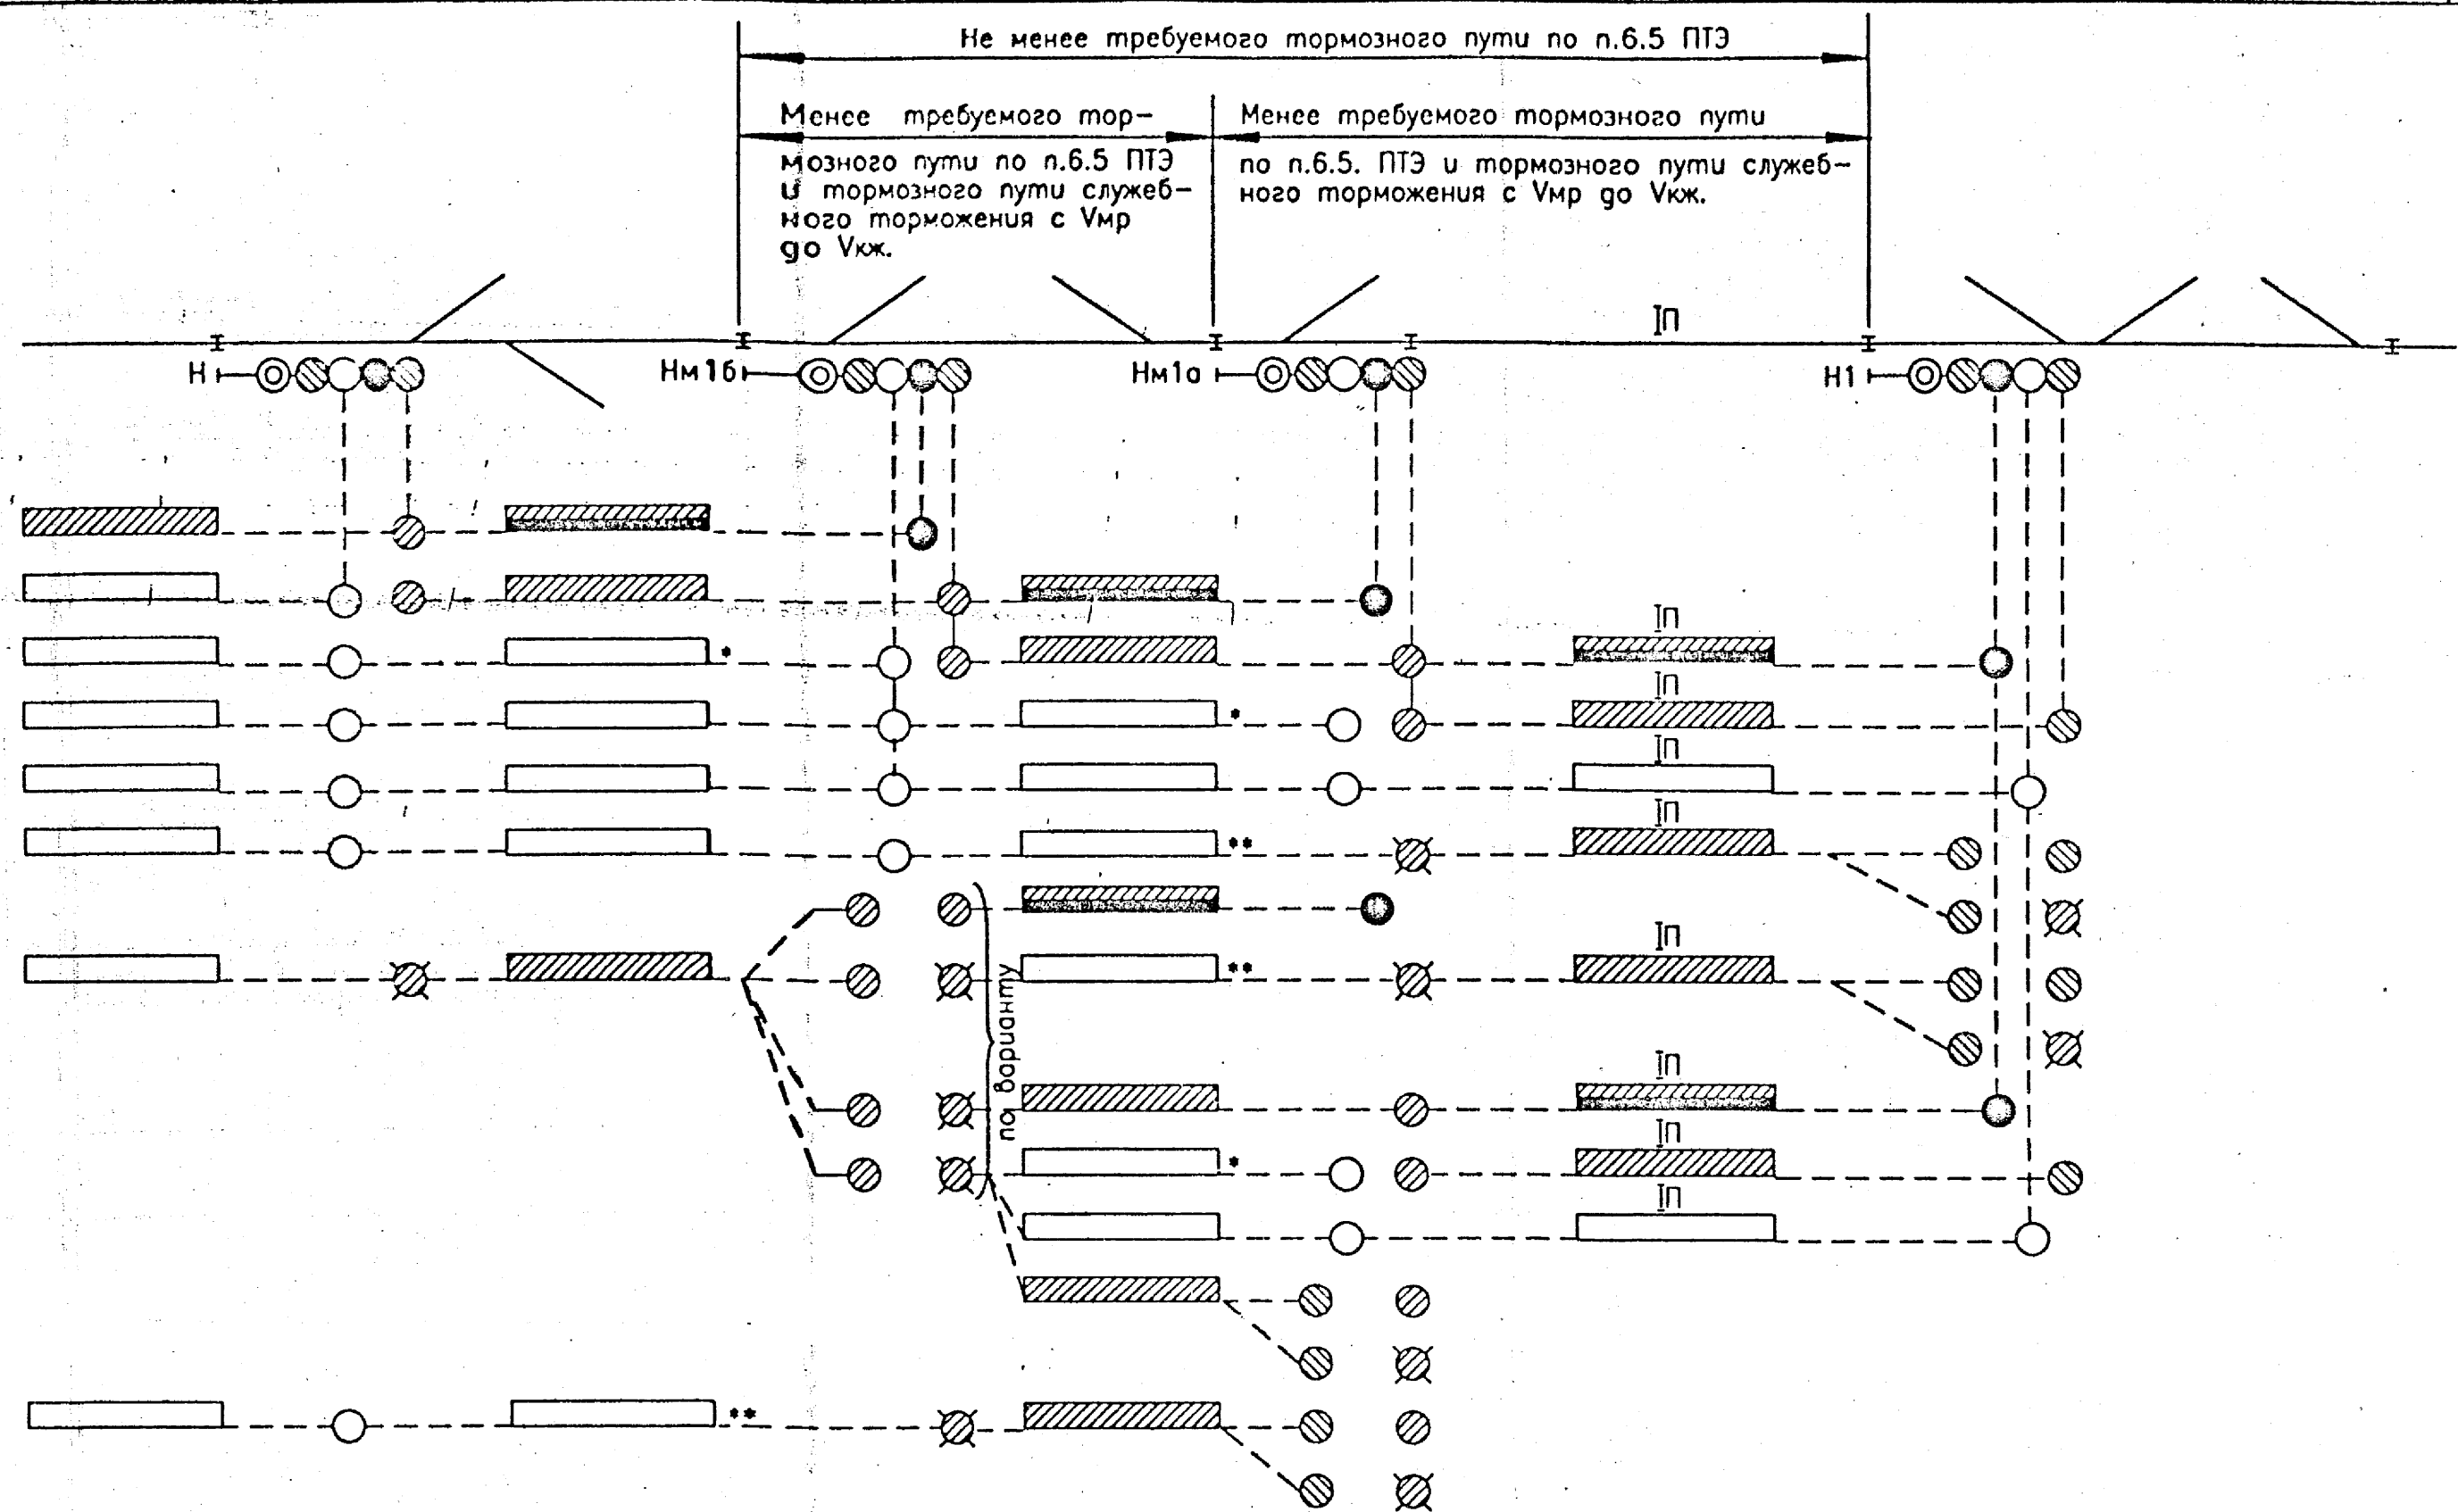 Не менее требуемого тормозного пути по п.6.5 ПТЭ
Менее требуемого тор-
мозного пути по п.6.5 ПТЭ
и тормозного пути служеб-
ного торможения с Vмр
до Vкж.
Менее требуемого тормозного пути
по п.6.5. ПТЭ и тормозного пути служеб-
ного торможения с Vмр до Vкж.
IП
Н
Нм1б
Нм1а
Н1
IП
*
IП
*
IП
IП
**
IП
**
по варианту
IП
IП
*
IП
**